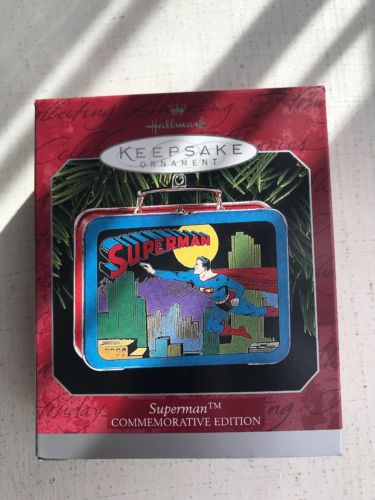 Hallmark
KEEPSAKE
ORNAMENT
SUPERMAN
Superman™
COMMEMORATIVE EDITION